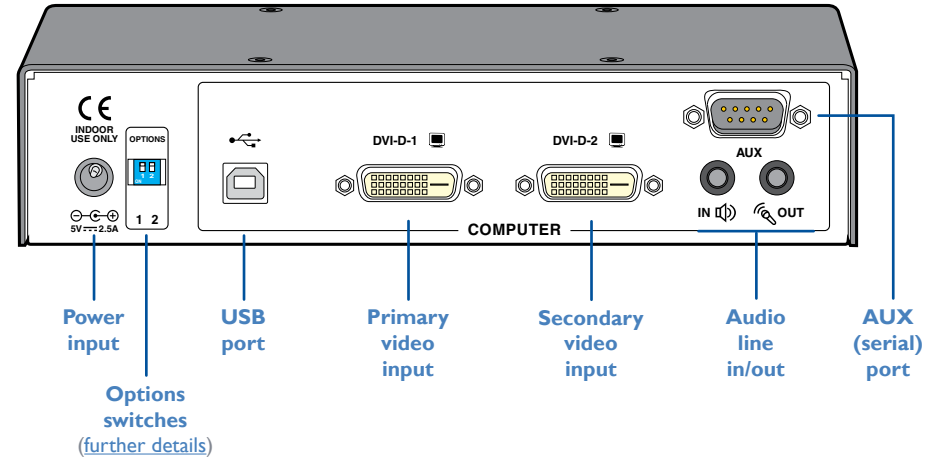 CE
INDOOR
USE ONLY
OPTIONS
ON
1 2
1 2
5V 2.5A
DVI-D-1
DVI-D-2
AUX
IN
OUT
COMPUTER
Power
input
Options
switches
(further details)
USB
port
Primary
video
input
Secondary
video
input
Audio
line
in/out
AUX
(serial)
port